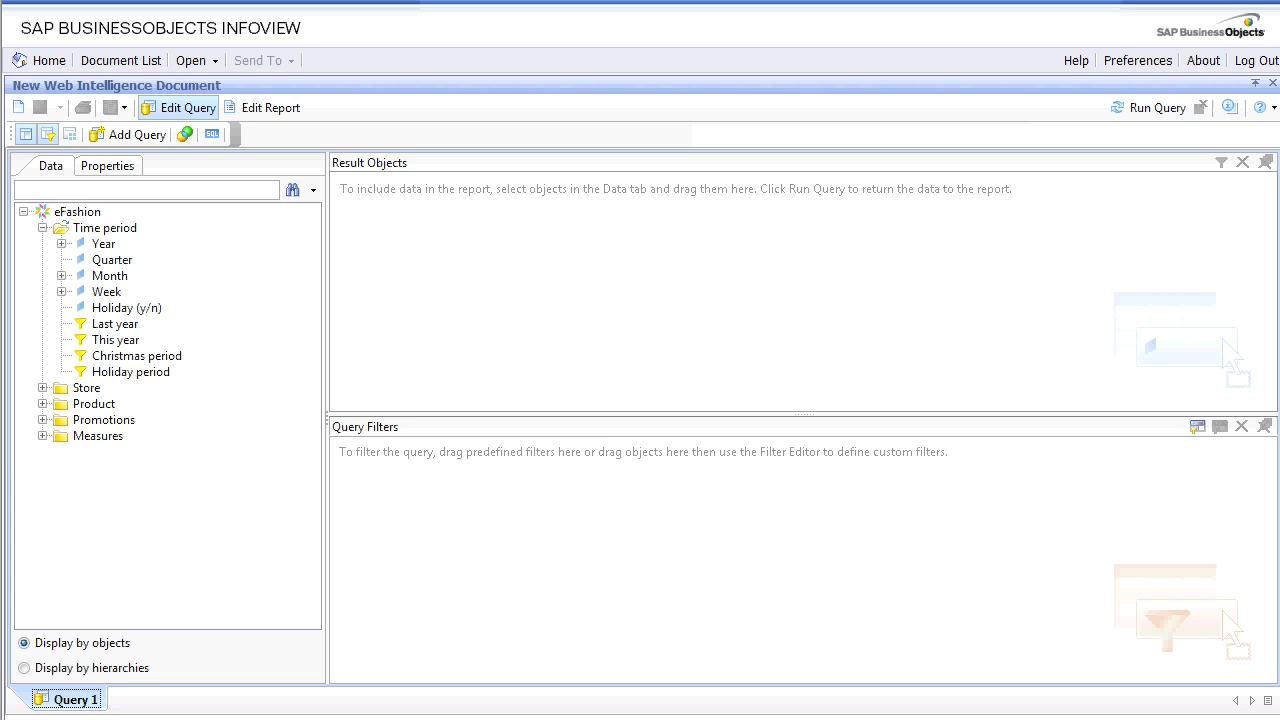 SAP BUSINESSOBJECTS INFOVIEW
SAP BusinessObjects
Home Document List Open Send To Help Preferences About Log Out
New Web Intelligence Document
Edit Query Edit Report Run Query
Add Query SQL
Data Properties
Result Objects
To include data in the report, select objects in the Data tab and drag them here. Click Run Query to return the data to the report.
eFashion
Time period
Year
Quarter
Month
Week
Holiday (y/n)
Last year
This year
Christmas period
Holiday period
Store
Product
Promotions
Measures
Query Filters
To filter the query, drag predefined filters here or drag objects here then use the Filter Editor to define custom filters.
Display by objects
Display by hierarchies
Query 1